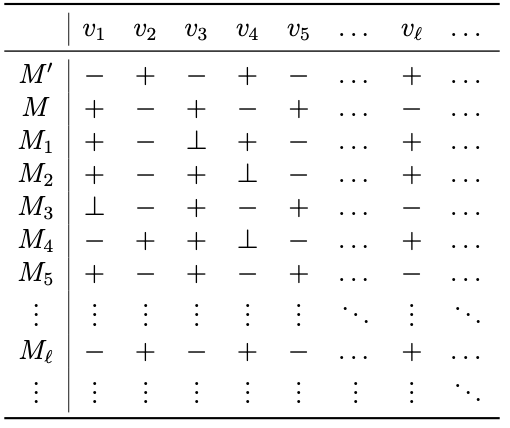 v₁ v₂ v₃ v₄ v₅ … vℓ …
M′ − + − + − … + …
M + − + − + … − …
M₁ + − ⊥ + − … + …
M₂ + − + ⊥ − … + …
M₃ ⊥ − + − + … − …
M₄ − + + ⊥ − … + …
M₅ + − + − + … − …
⋮ ⋮ ⋮ ⋮ ⋮ ⋮ ⋱ ⋮ ⋱
Mℓ − + − + − … + …
⋮ ⋮ ⋮ ⋮ ⋮ ⋮ ⋮ ⋮ ⋱